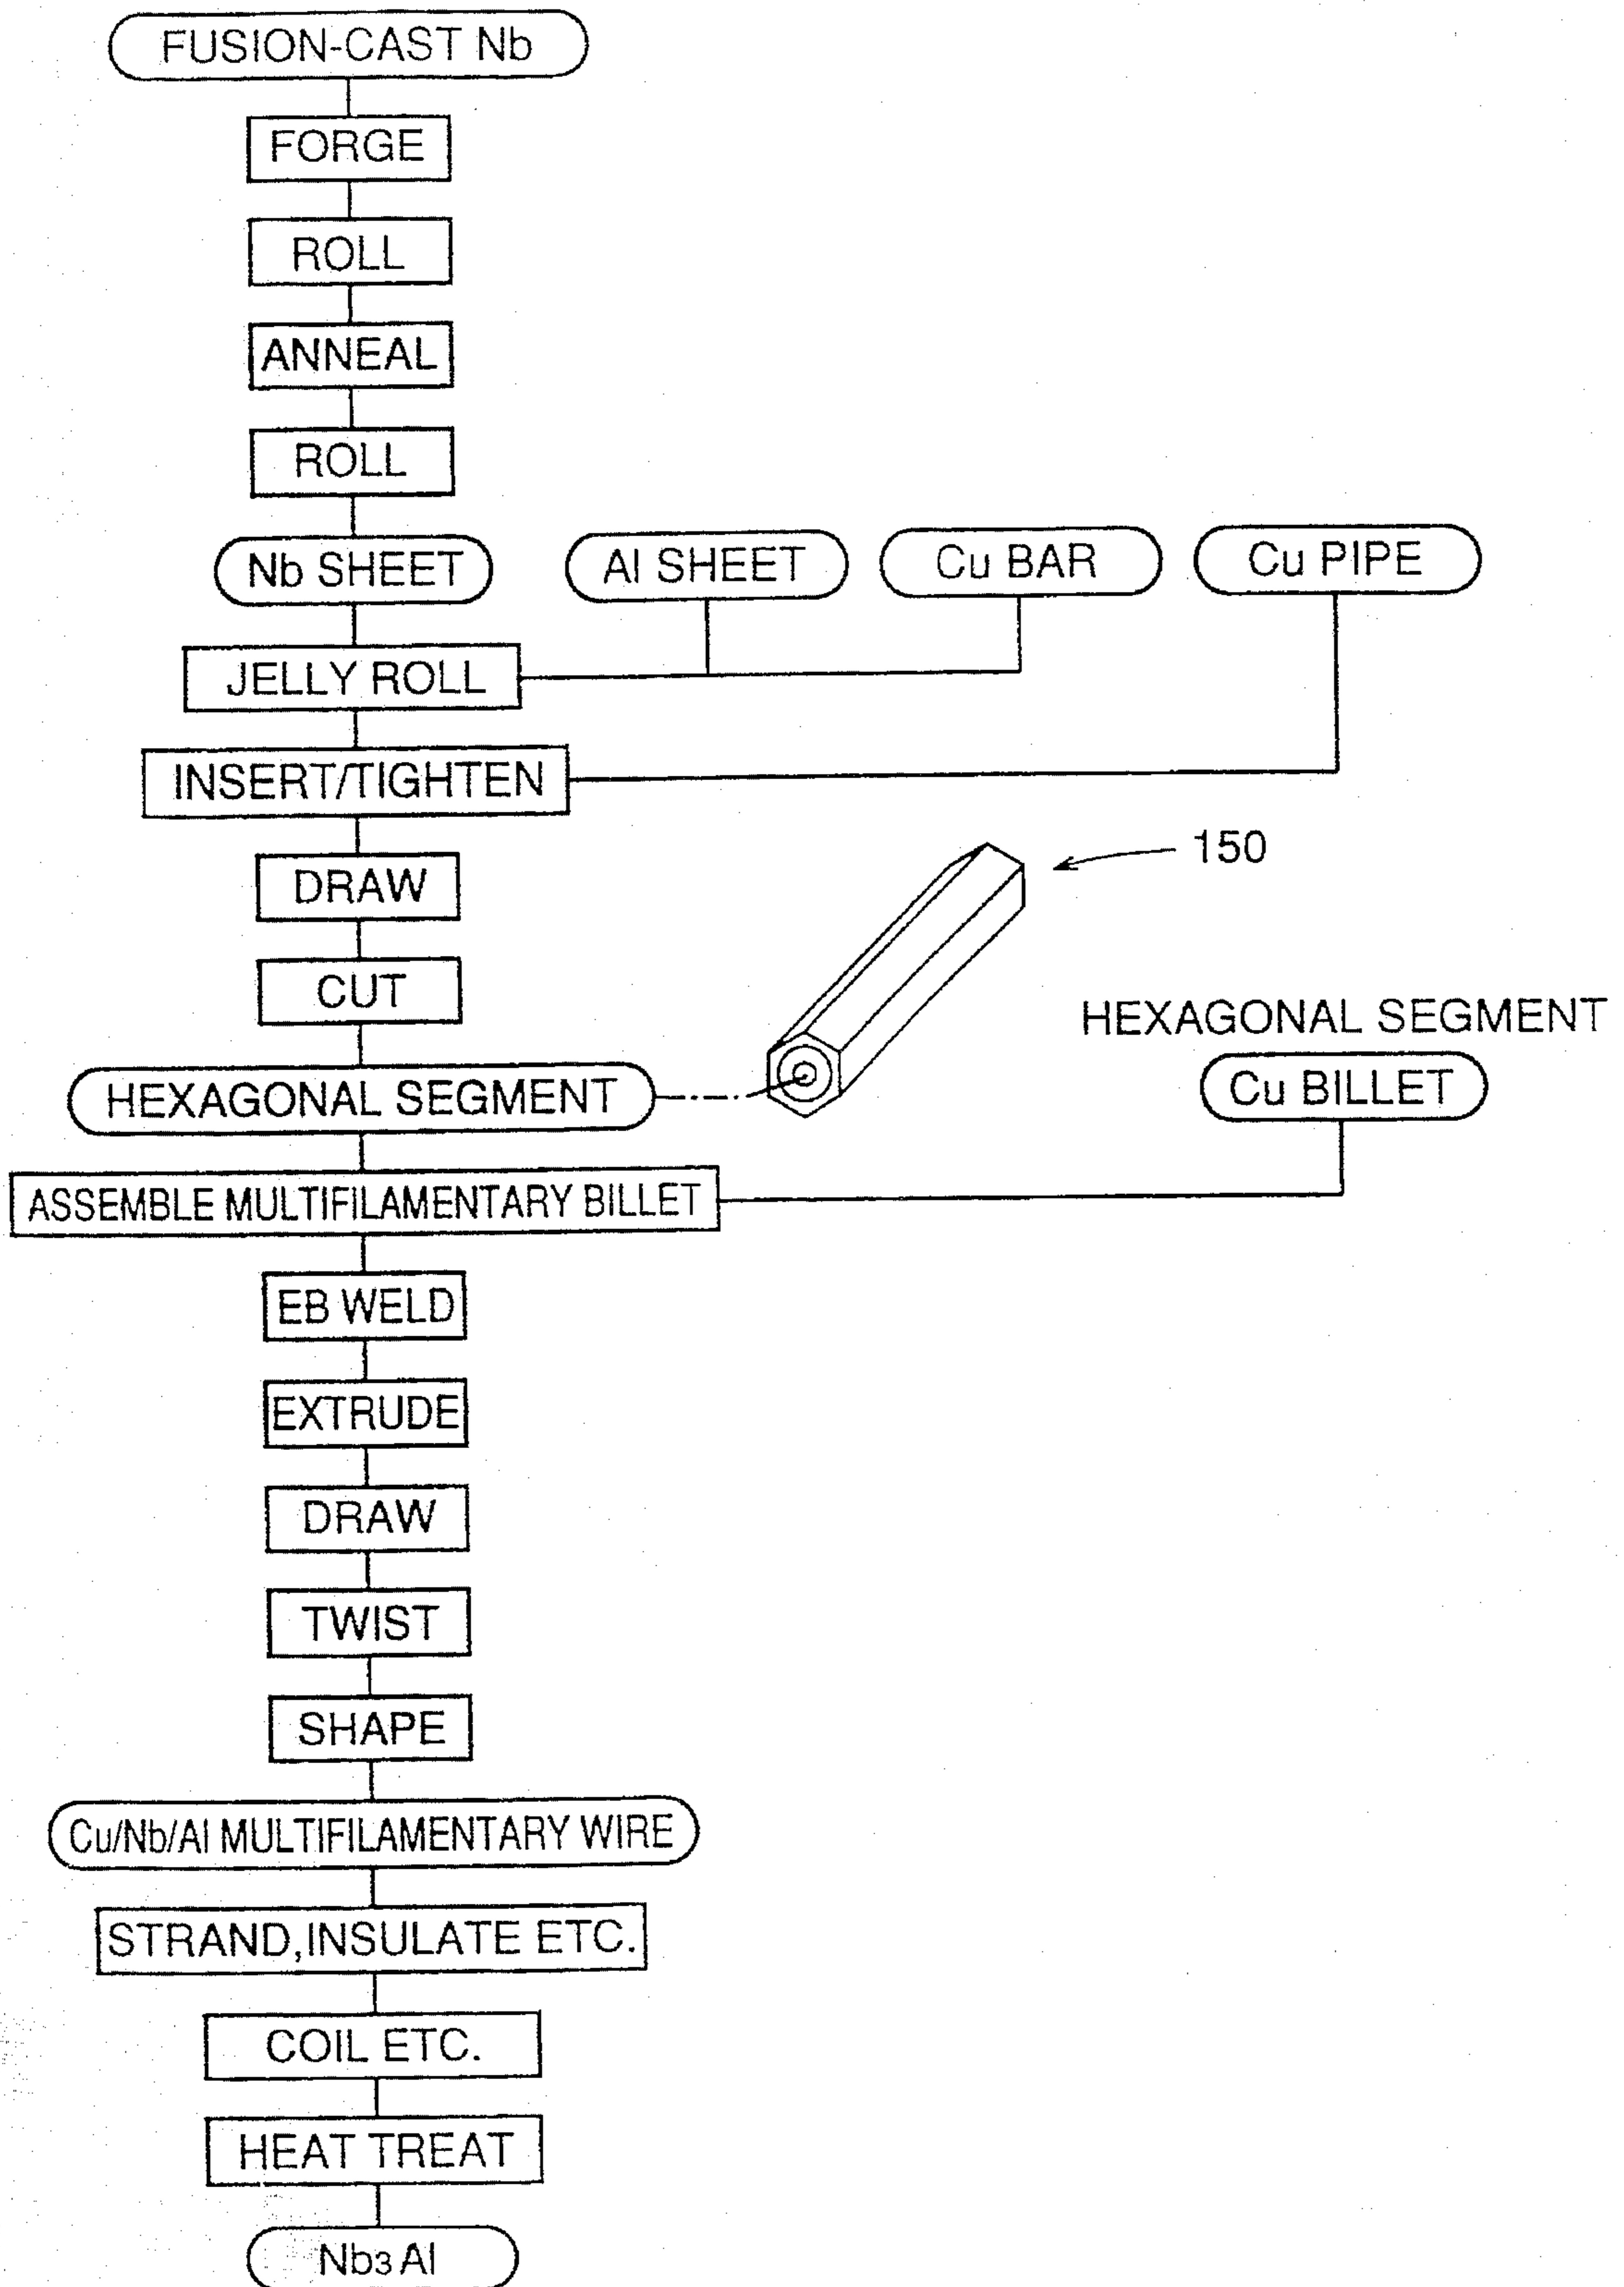 FUSION-CAST Nb
FORGE
ROLL
ANNEAL
ROLL
Nb SHEET
Al SHEET
Cu BAR
Cu PIPE
JELLY ROLL
INSERT/TIGHTEN
DRAW
150
CUT
HEXAGONAL SEGMENT
HEXAGONAL SEGMENT
Cu BILLET
ASSEMBLE MULTIFILAMENTARY BILLET
EB WELD
EXTRUDE
DRAW
TWIST
SHAPE
Cu/Nb/Al MULTIFILAMENTARY WIRE
STRAND,INSULATE ETC.
COIL ETC.
HEAT TREAT
Nb3 Al